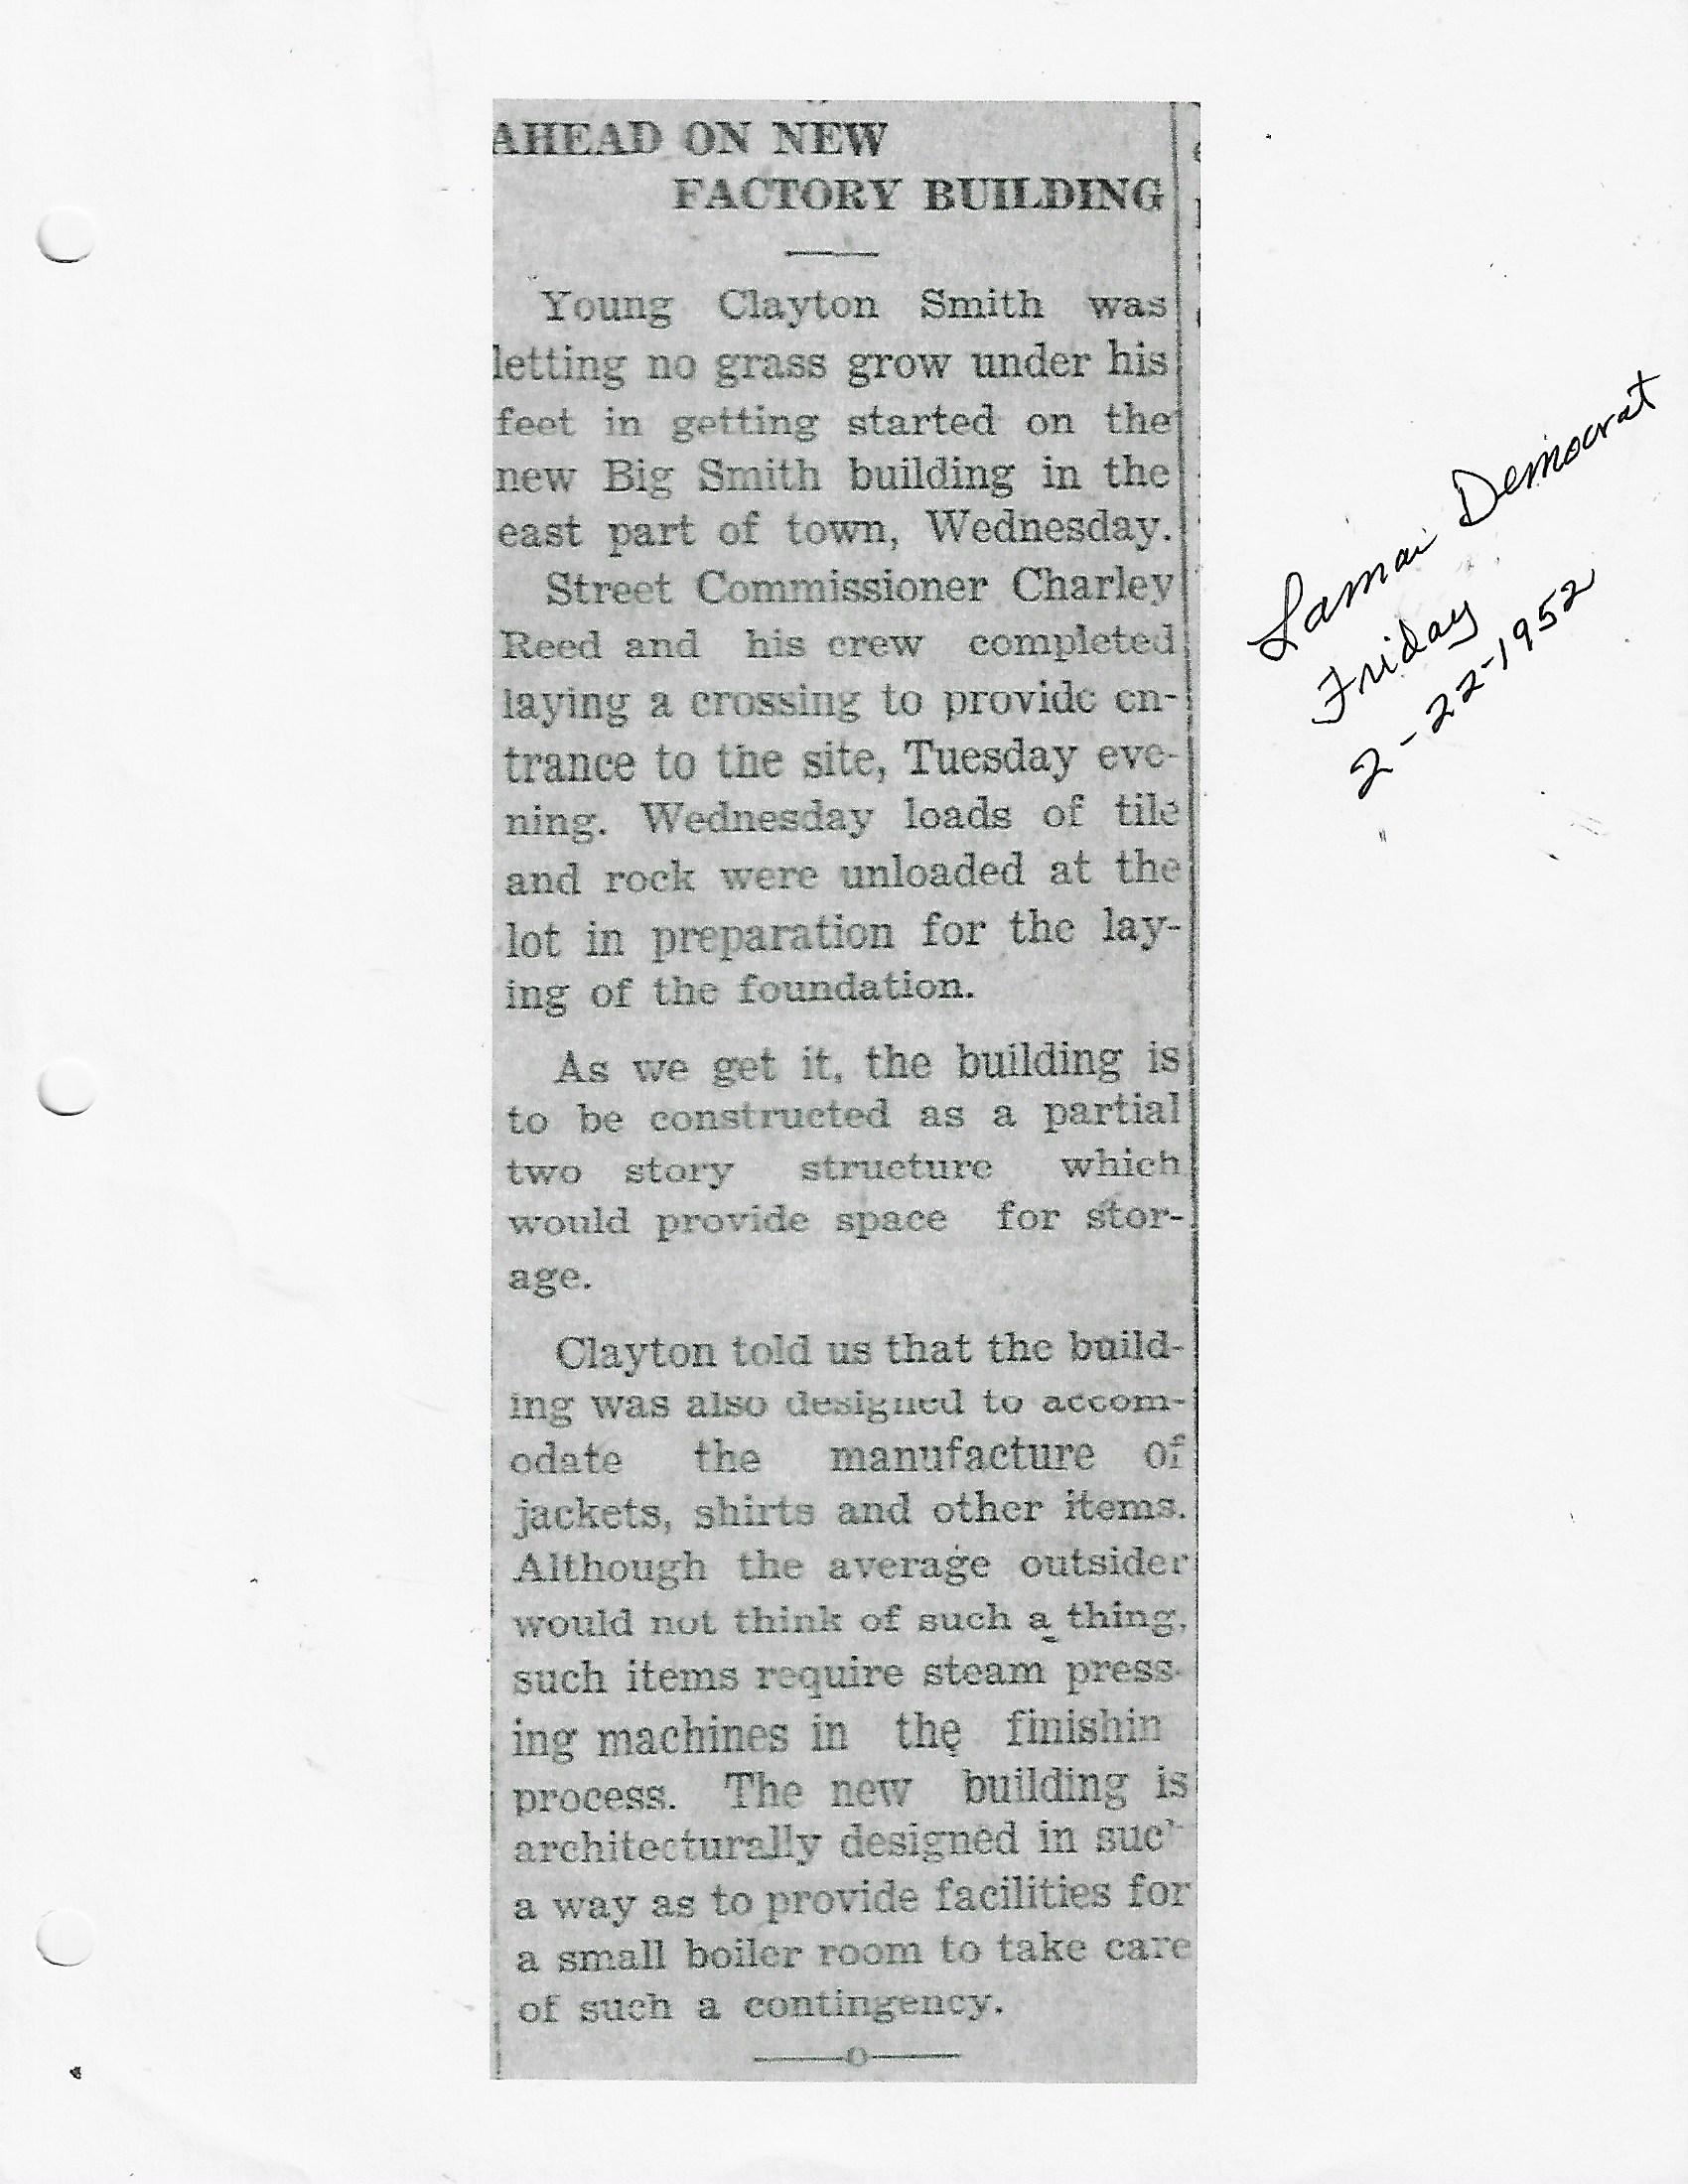 AHEAD ON NEW
FACTORY BUILDING
Young Clayton Smith was
letting no grass grow under his
feet in getting started on the
new Big Smith building in the
east part of town, Wednesday.
Street Commissioner Charley
Reed and his crew completed
laying a crossing to provide en-
trance to the site, Tuesday eve-
ning. Wednesday loads of tile
and rock were unloaded at the
lot in preparation for the lay-
ing of the foundation.
As we get it, the building is
to be constructed as a partial
two story structure which
would provide space for stor-
age.
Clayton told us that the build-
ing was also designed to accom-
odate the manufacture of
jackets, shirts and other items.
Although the average outsider
would not think of such a thing,
such items require steam press-
ing machines in the finishin
process. The new building is
architecturally designed in such
a way as to provide facilities for
a small boiler room to take care
of such a contingency.
o
Lamar Democrat
Friday
2-22-1952